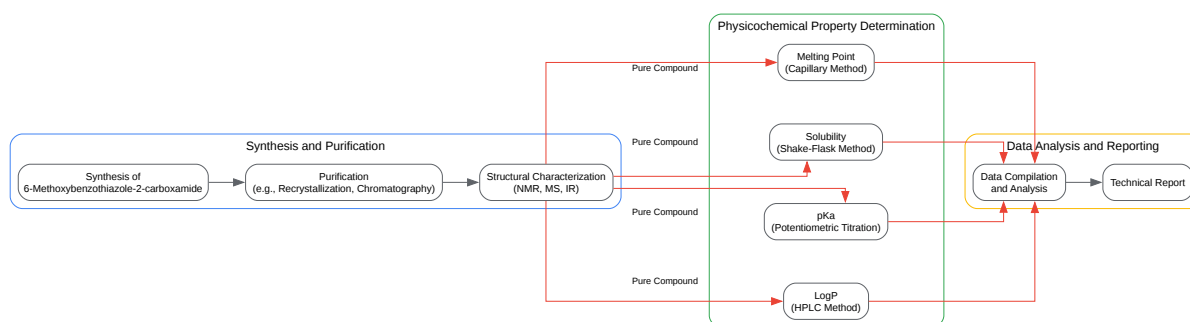 Physicochemical Property Determination
Melting Point
(Capillary Method)
Pure Compound
Pure Compound
Solubility
(Shake-Flask Method)
Synthesis and Purification
Data Analysis and Reporting
Synthesis of
6-Methoxybenzothiazole-2-carboxamide
Purification
(e.g., Recrystallization, Chromatography)
Structural Characterization
(NMR, MS, IR)
Data Compilation
and Analysis
Technical Report
Pure Compound
pKa
(Potentiometric Titration)
Pure Compound
LogP
(HPLC Method)